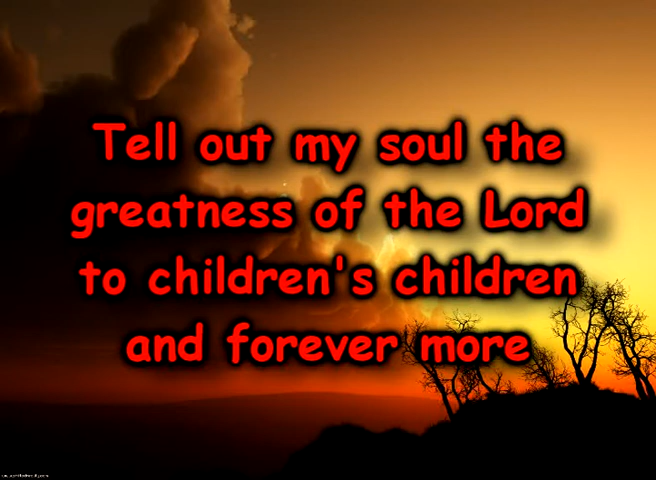 Tell out my soul the
greatness of the Lord
to children's children
and forever more